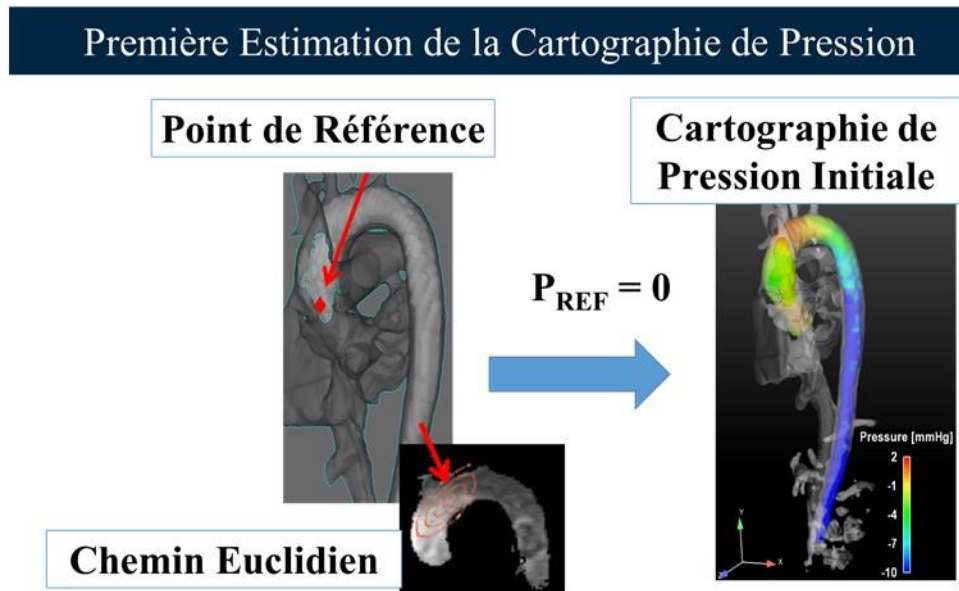 Première Estimation de la Cartographie de Pression
Point de Référence
Cartographie de
Pression Initiale
P_REF = 0
Pressure [mmHg]
2
-1
-4
-7
-10
Y
X
Z
Chemin Euclidien